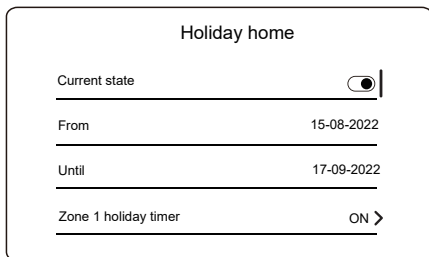 Holiday home
Current state
From 15-08-2022
Until 17-09-2022
Zone 1 holiday timer ON